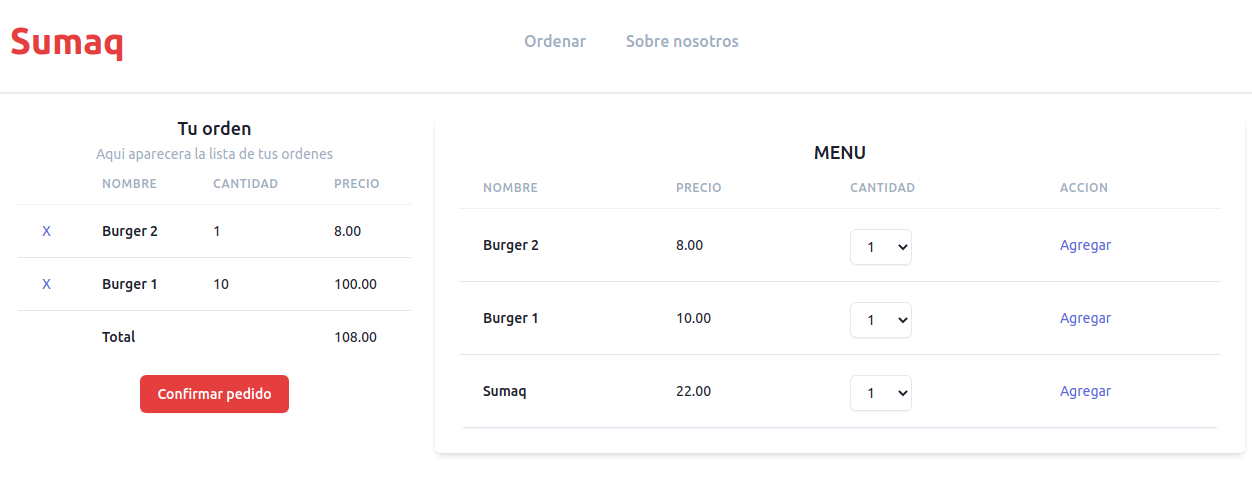 Sumaq
Ordenar Sobre nosotros
Tu orden
Aqui aparecera la lista de tus ordenes
NOMBRE CANTIDAD PRECIO
X Burger 2 1 8.00
X Burger 1 10 100.00
Total 108.00
Confirmar pedido
MENU
NOMBRE PRECIO CANTIDAD ACCION
Burger 2 8.00 1 Agregar
Burger 1 10.00 1 Agregar
Sumaq 22.00 1 Agregar